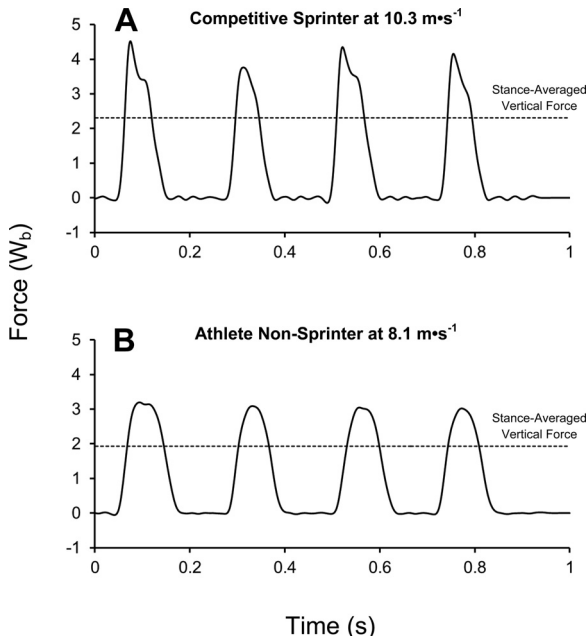 A
Competitive Sprinter at 10.3 m•s⁻¹
5
4
3
2
1
0
-1
Stance-Averaged
Vertical Force
0 0.2 0.4 0.6 0.8 1
Force (W_b)
B
Athlete Non-Sprinter at 8.1 m•s⁻¹
5
4
3
2
1
0
-1
Stance-Averaged
Vertical Force
0 0.2 0.4 0.6 0.8 1
Time (s)